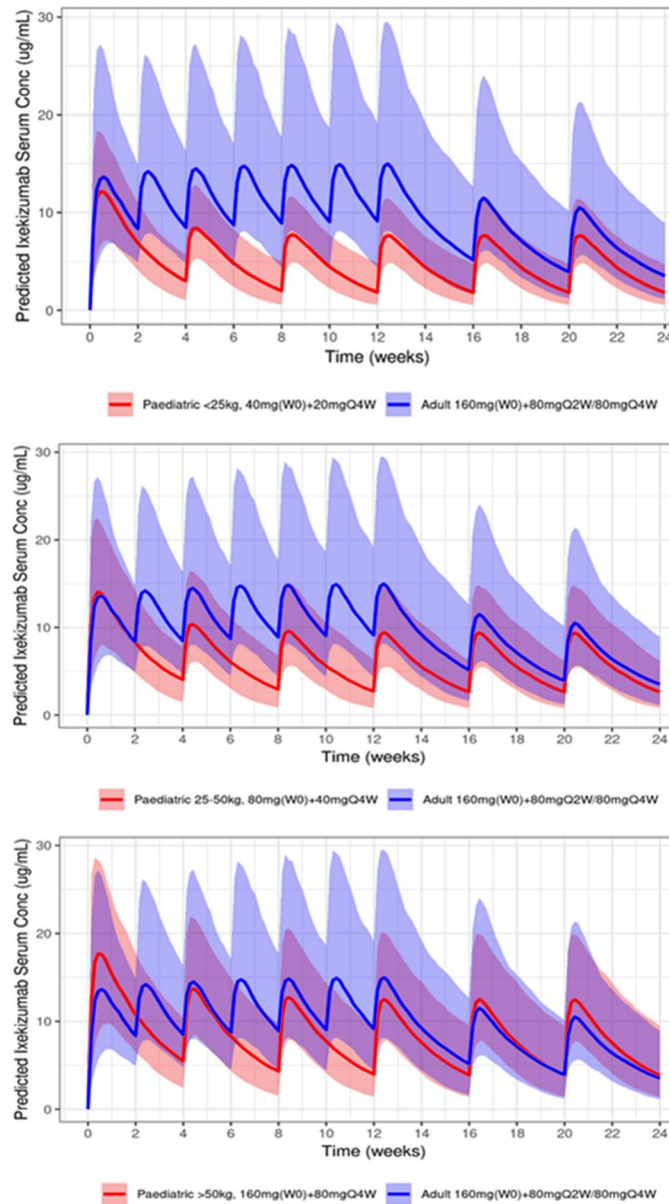 Predicted Ixekizumab Serum Conc (ug/mL)
30
20
10
0
0 2 4 6 8 10 12 14 16 18 20 22 24
Time (weeks)
Paediatric <25kg, 40mg(W0)+20mgQ4W Adult 160mg(W0)+80mgQ2W/80mgQ4W
Predicted Ixekizumab Serum Conc (ug/mL)
30
20
10
0
0 2 4 6 8 10 12 14 16 18 20 22 24
Time (weeks)
Paediatric 25-50kg, 80mg(W0)+40mgQ4W Adult 160mg(W0)+80mgQ2W/80mgQ4W
Predicted Ixekizumab Serum Conc (ug/mL)
30
20
10
0
0 2 4 6 8 10 12 14 16 18 20 22 24
Time (weeks)
Paediatric >50kg, 160mg(W0)+80mgQ4W Adult 160mg(W0)+80mgQ2W/80mgQ4W